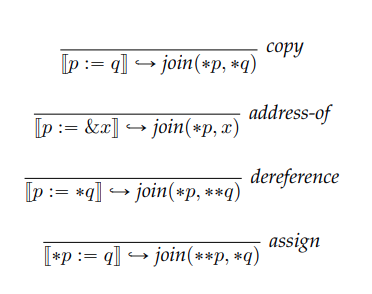 copy
⟦p := q⟧ ↪ join(∗p, ∗q)
address-of
⟦p := &x⟧ ↪ join(∗p, x)
dereference
⟦p := ∗q⟧ ↪ join(∗p, ∗∗q)
assign
⟦∗p := q⟧ ↪ join(∗∗p, ∗q)